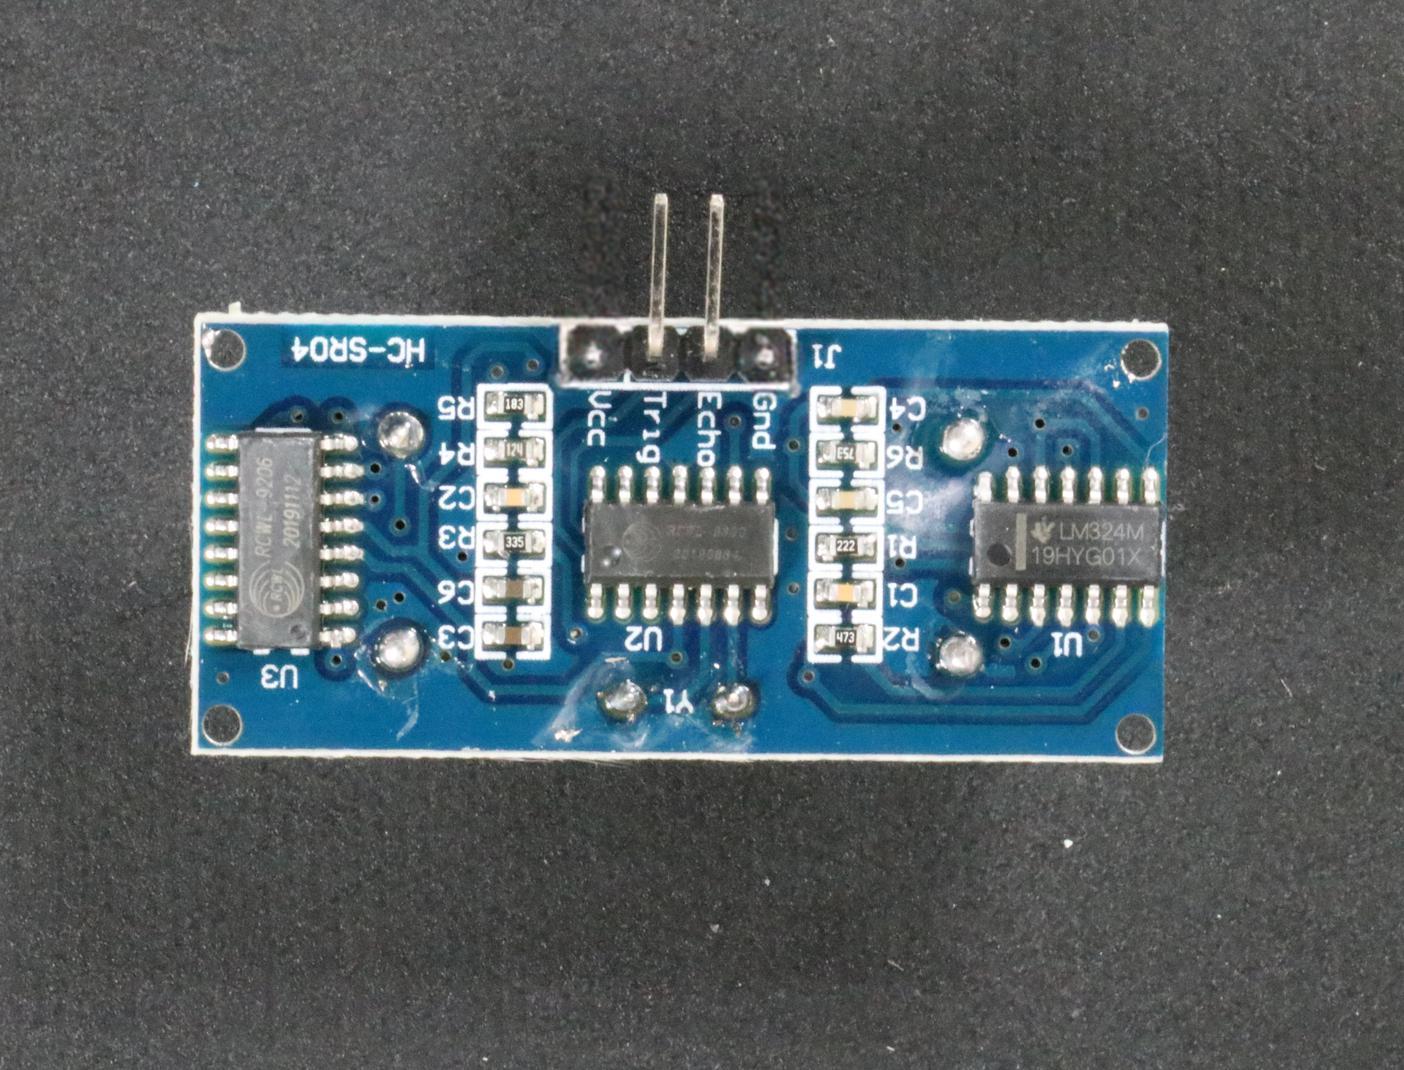 HC-SR04
J1
Vcc
Trig
Echo
Gnd
R5
183
R4
124
C2
R3
335
C6
C3
C4
R6
C5
R1
222
C1
R2
473
RCWL-9206
20191112
RCWL
U3
U2
Y1
LM324M
19HYG01X
U1